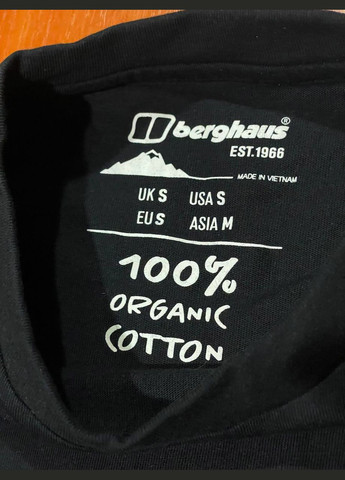 berghaus®
EST.1966
MADE IN VIETNAM
UK S USA S
EU S ASIA M
100%
ORGANIC
COTTON